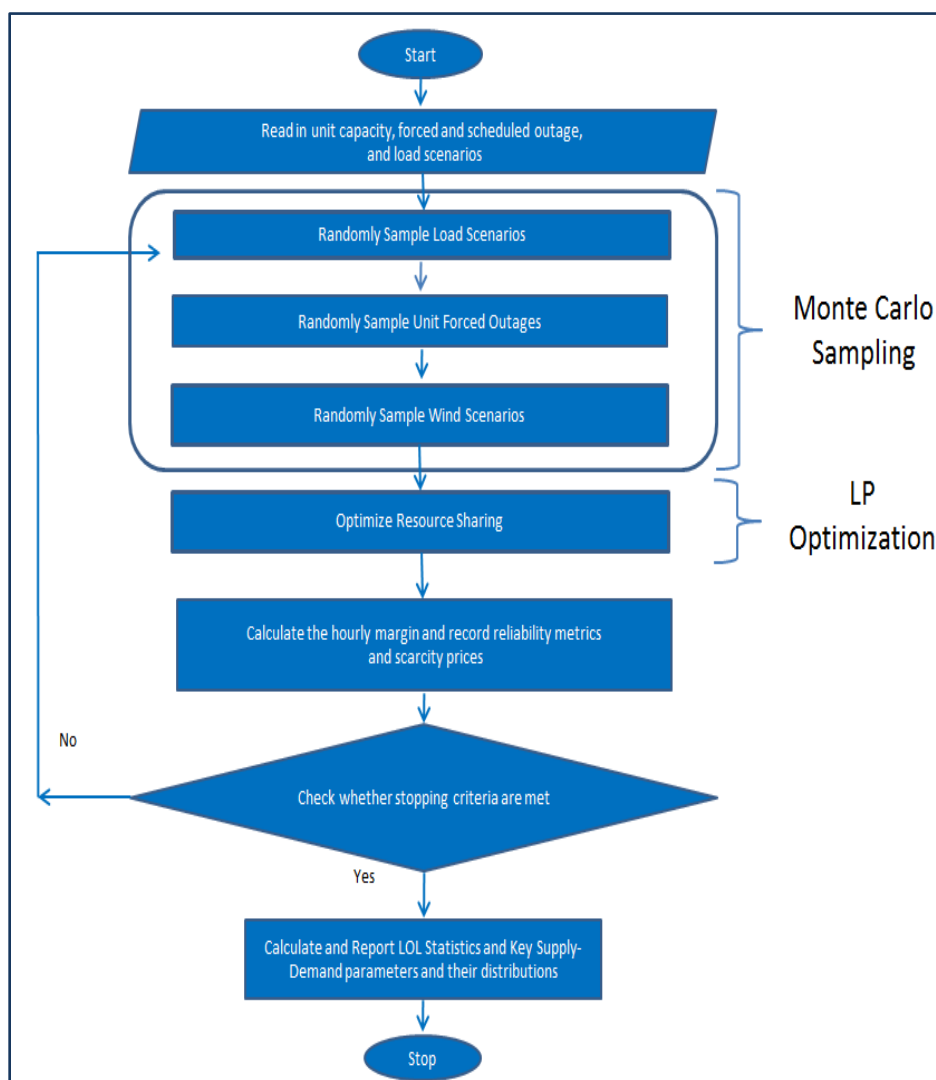 Start
Read in unit capacity, forced and scheduled outage,
and load scenarios
Randomly Sample Load Scenarios
Randomly Sample Unit Forced Outages
Randomly Sample Wind Scenarios
Monte Carlo
Sampling
Optimize Resource Sharing
LP
Optimization
Calculate the hourly margin and record reliability metrics
and scarcity prices
No
Check whether stopping criteria are met
Yes
Calculate and Report LOL Statistics and Key Supply-
Demand parameters and their distributions
Stop